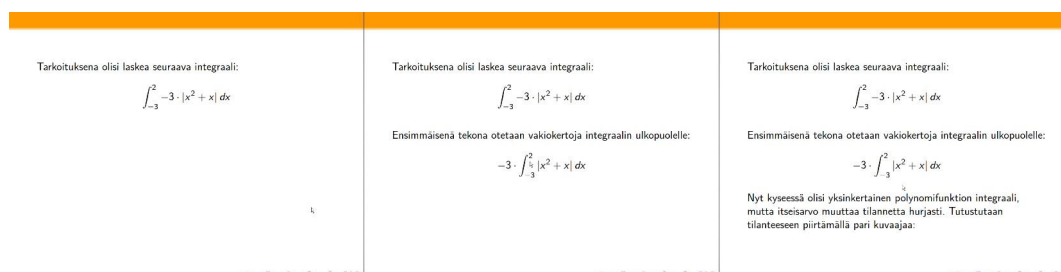 Tarkoituksena olisi laskea seuraava integraali:
∫_{-3}^{2} −3 · |x² + x| dx
Tarkoituksena olisi laskea seuraava integraali:
∫_{-3}^{2} −3 · |x² + x| dx
Ensimmäisenä tekona otetaan vakiokertoja integraalin ulkopuolelle:
−3 · ∫_{-3}^{2} |x² + x| dx
Tarkoituksena olisi laskea seuraava integraali:
∫_{-3}^{2} −3 · |x² + x| dx
Ensimmäisenä tekona otetaan vakiokertoja integraalin ulkopuolelle:
−3 · ∫_{-3}^{2} |x² + x| dx
Nyt kyseessä olisi yksinkertainen polynomifunktion integraali,
mutta itseisarvo muuttaa tilannetta hurjasti. Tutustutaan
tilanteeseen piirtämällä pari kuvaajaa: